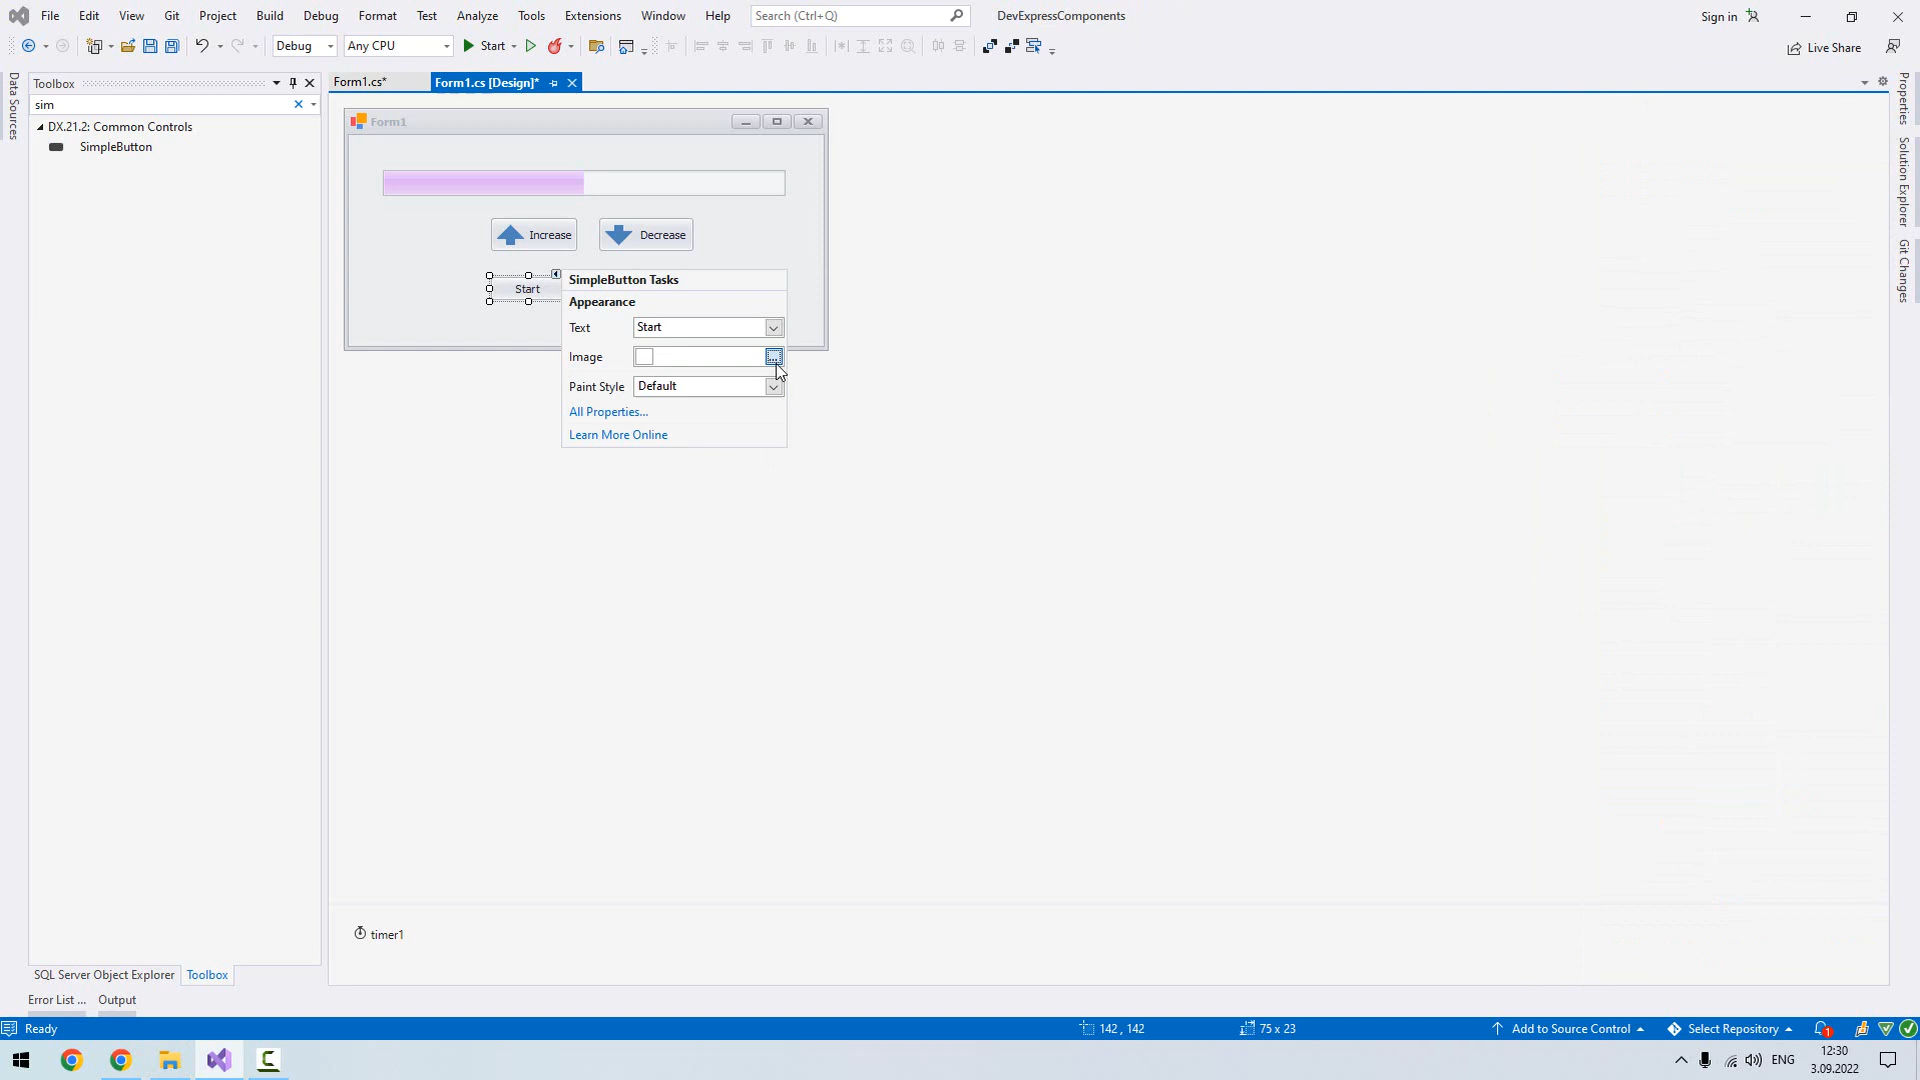 File Edit View Git Project Build Debug Format Test Analyze Tools Extensions Window Help Search (Ctrl+Q) DevExpressComponents Sign in
Debug Any CPU Start Live Share
Data Sources
Toolbox
sim
DX.21.2: Common Controls
SimpleButton
Form1.cs* Form1.cs [Design]*
Form1
Increase Decrease
Start
SimpleButton Tasks
Appearance
Text Start
Image ...
Paint Style Default
All Properties...
Learn More Online
timer1
Properties
Solution Explorer
Git Changes
SQL Server Object Explorer Toolbox
Error List ... Output
Ready 142 , 142 75 x 23 Add to Source Control Select Repository 1
ENG 12:30
3.09.2022